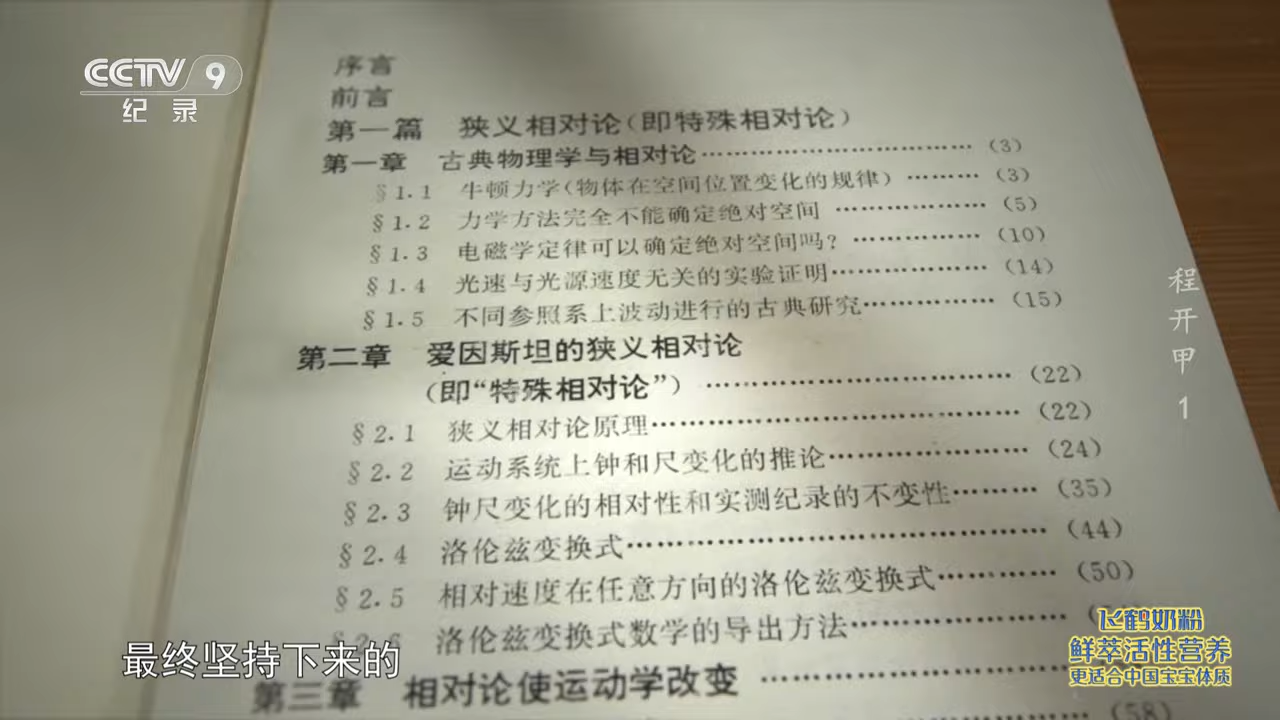 CCTV 9
纪 录
序言
前言
第一篇 狭义相对论(即特殊相对论)
第一章 古典物理学与相对论……………………………(3)
§1.1 牛顿力学(物体在空间位置变化的规律)………(3)
§1.2 力学方法完全不能确定绝对空间 ………………(5)
§1.3 电磁学定律可以确定绝对空间吗? ……………(10)
§1.4 光速与光源速度无关的实验证明………………(14)
§1.5 不同参照系上波动进行的古典研究……………(15)
第二章 爱因斯坦的狭义相对论
(即“特殊相对论”) ………………………………(22)
§2.1 狭义相对论原理……………………………………(22)
§2.2 运动系统上钟和尺变化的推论……………………(24)
§2.3 钟尺变化的相对性和实测纪录的不变性………(35)
§2.4 洛伦兹变换式………………………………………(44)
§2.5 相对速度在任意方向的洛伦兹变换式…………(50)
§2.6 洛伦兹变换式数学的导出方法……………………
第三章 相对论使运动学改变 ……………………………
(58)
程开甲 1
最终坚持下来的
飞鹤奶粉
鲜萃活性营养
更适合中国宝宝体质